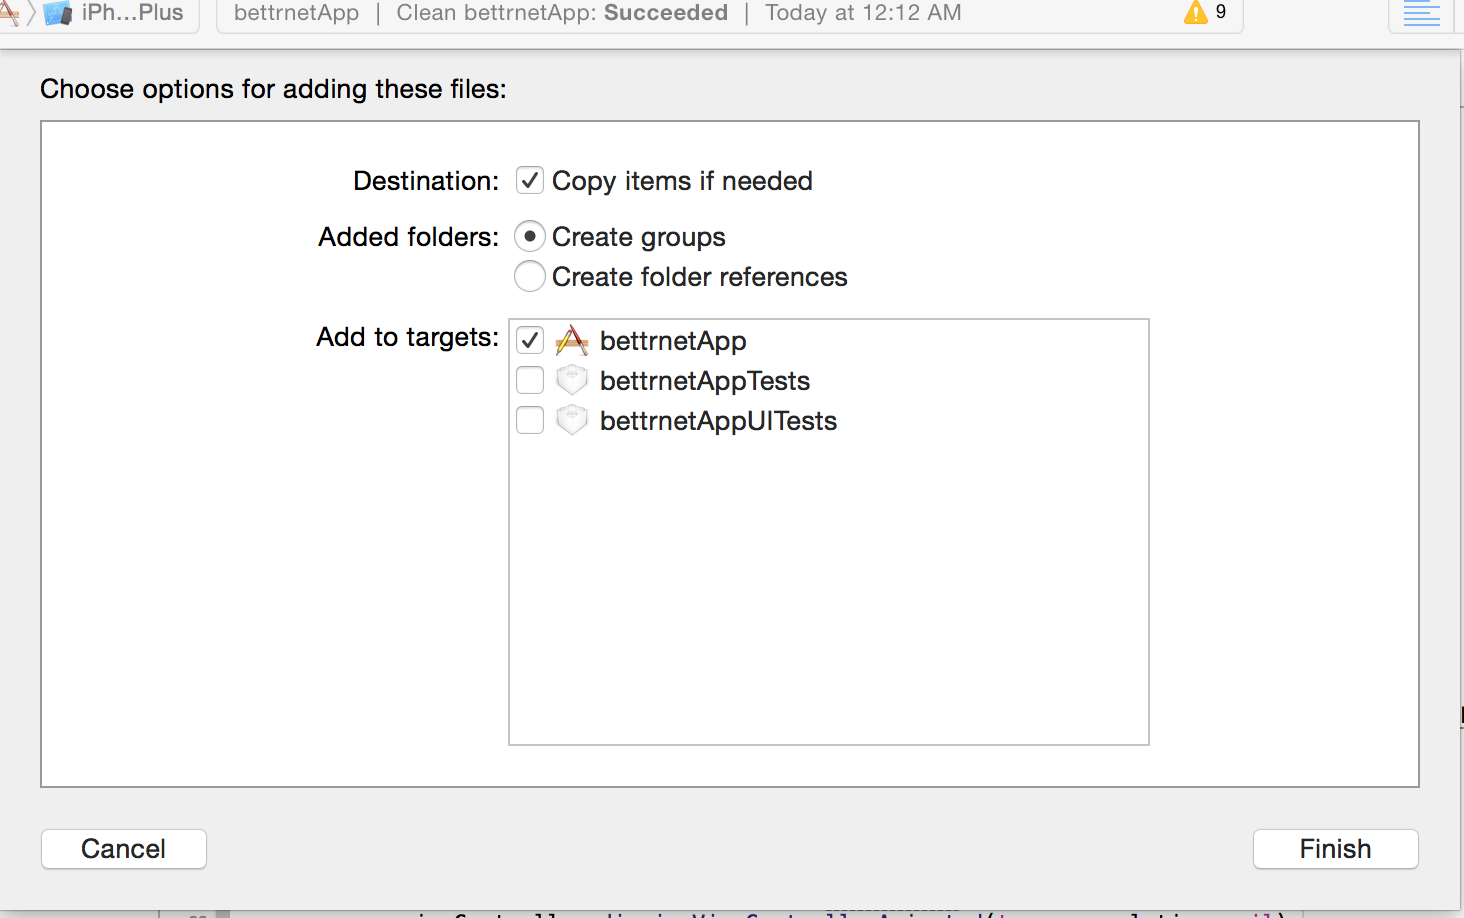 iPh...Plus bettrnetApp | Clean bettrnetApp: Succeeded | Today at 12:12 AM 9
Choose options for adding these files:
Destination: Copy items if needed
Added folders: Create groups
Create folder references
Add to targets: bettrnetApp
bettrnetAppTests
bettrnetAppUITests
Cancel Finish